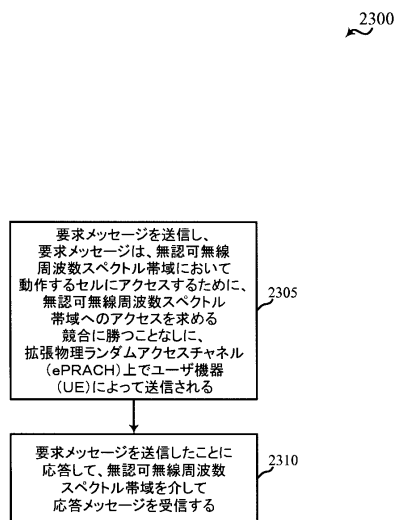 2300
要求メッセージを送信し、
要求メッセージは、無認可無線
周波数スペクトル帯域において
動作するセルにアクセスするために、
無認可無線周波数スペクトル
帯域へのアクセスを求める
競合に勝つことなしに、
拡張物理ランダムアクセスチャネル
(ePRACH)上でユーザ機器
(UE)によって送信される
2305
要求メッセージを送信したことに
応答して、無認可無線周波数
スペクトル帯域を介して
応答メッセージを受信する
2310